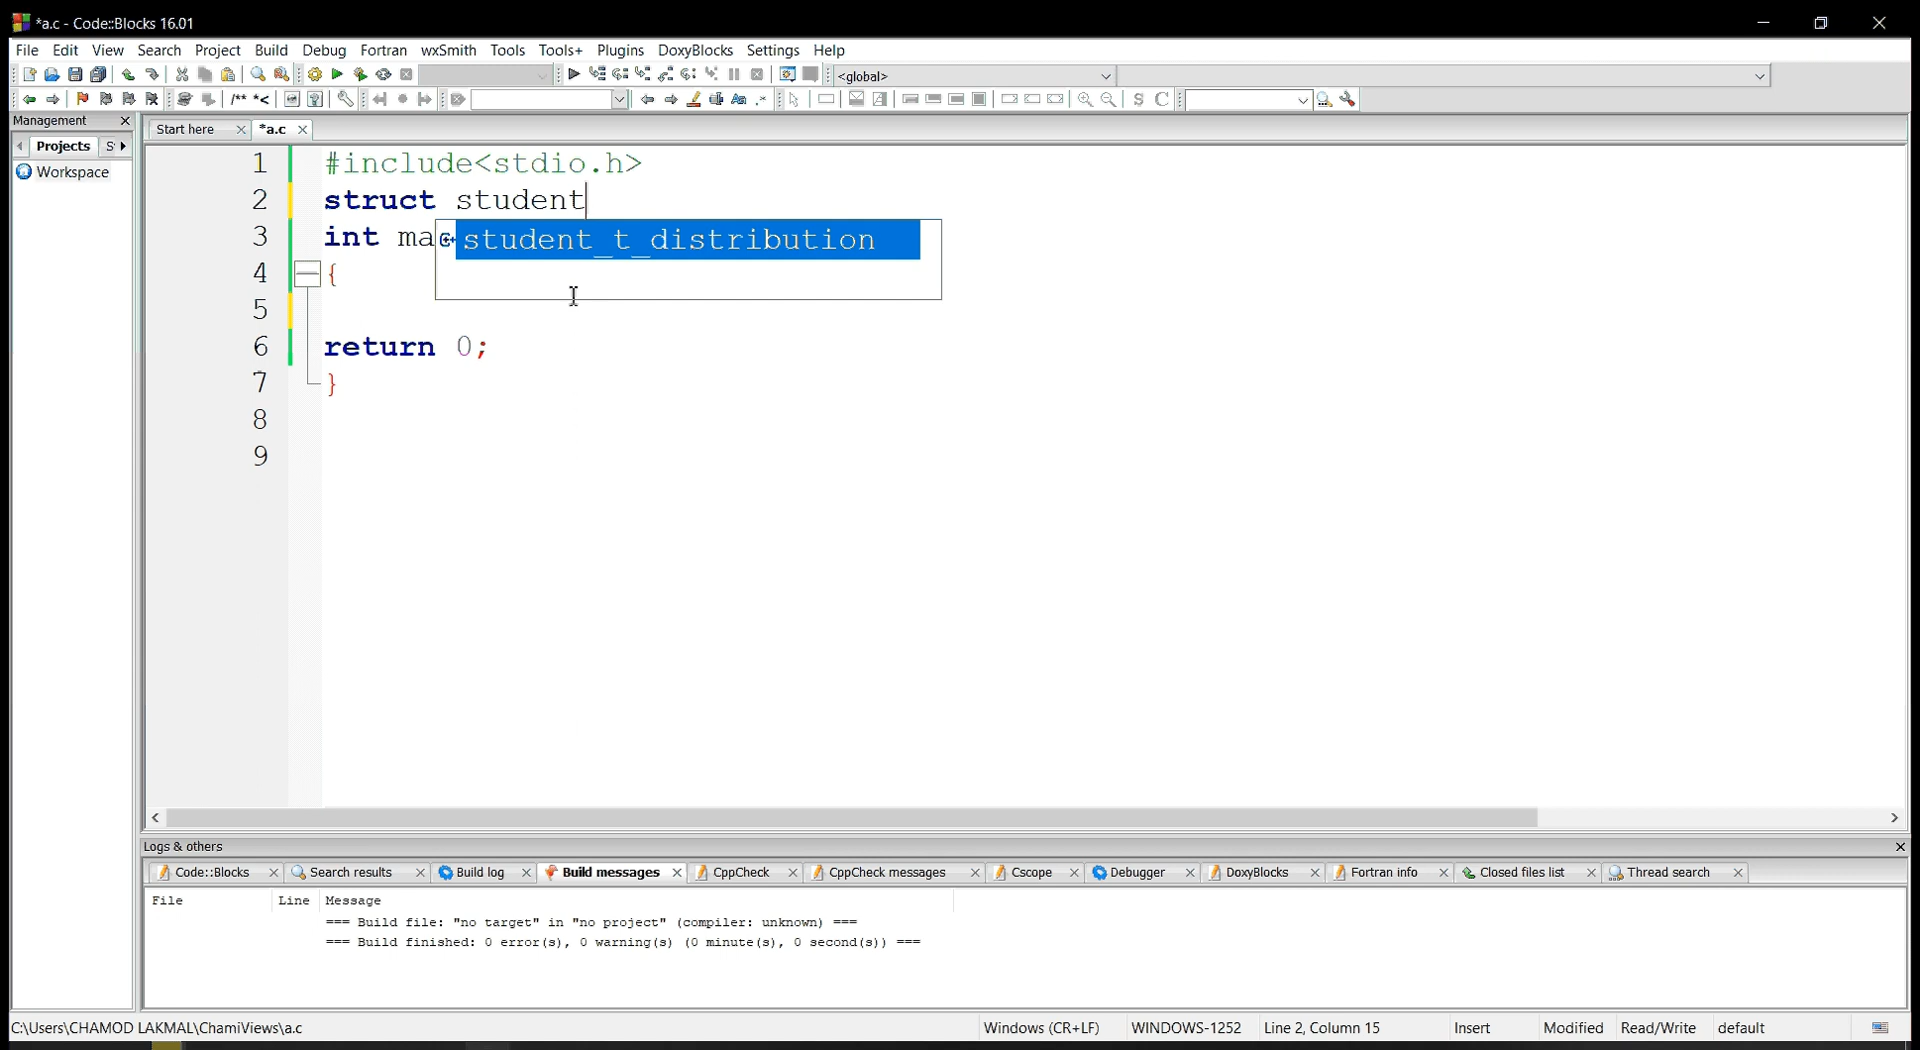 *a.c - Code::Blocks 16.01
File Edit View Search Project Build Debug Fortran wxSmith Tools Tools+ Plugins DoxyBlocks Settings Help
<global>
/** *<
S C
Management
Start here *a.c
Projects S
Workspace
1 #include<stdio.h>
2 struct student
3 int ma student_t_distribution
4 {
5
6 return 0;
7 }
8
9
Logs & others
Code::Blocks Search results Build log Build messages CppCheck CppCheck messages Cscope Debugger DoxyBlocks Fortran info Closed files list Thread search
File Line Message
=== Build file: "no target" in "no project" (compiler: unknown) ===
=== Build finished: 0 error(s), 0 warning(s) (0 minute(s), 0 second(s)) ===
C:\Users\CHAMOD LAKMAL\ChamiViews\a.c Windows (CR+LF) WINDOWS-1252 Line 2, Column 15 Insert Modified Read/Write default